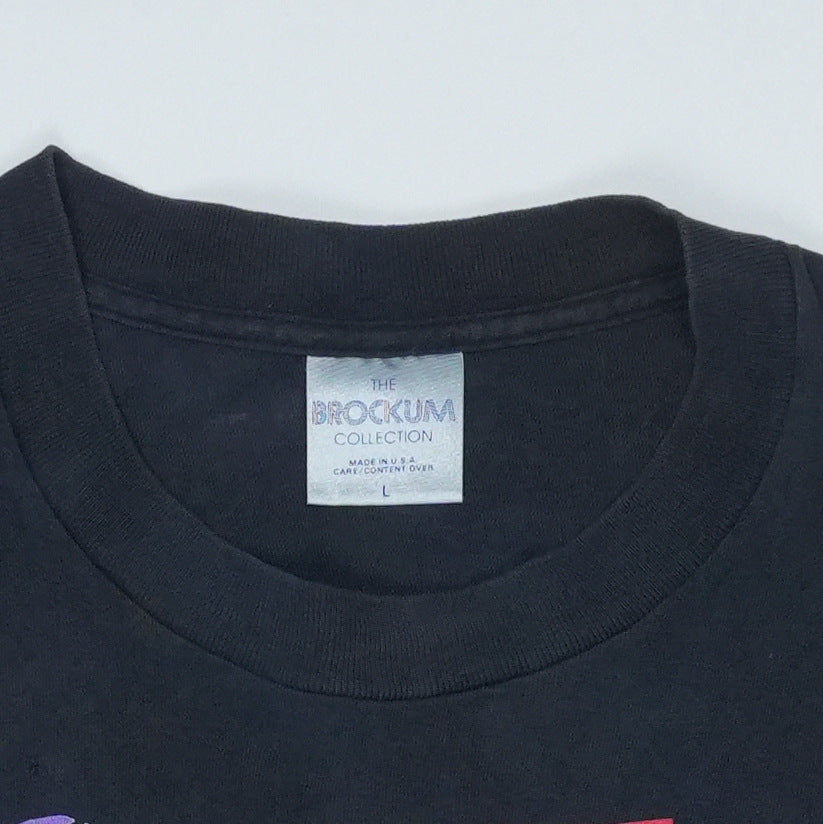 THE
BROCKUM
COLLECTION
MADE IN U.S.A.
CARE/CONTENT OVER
L